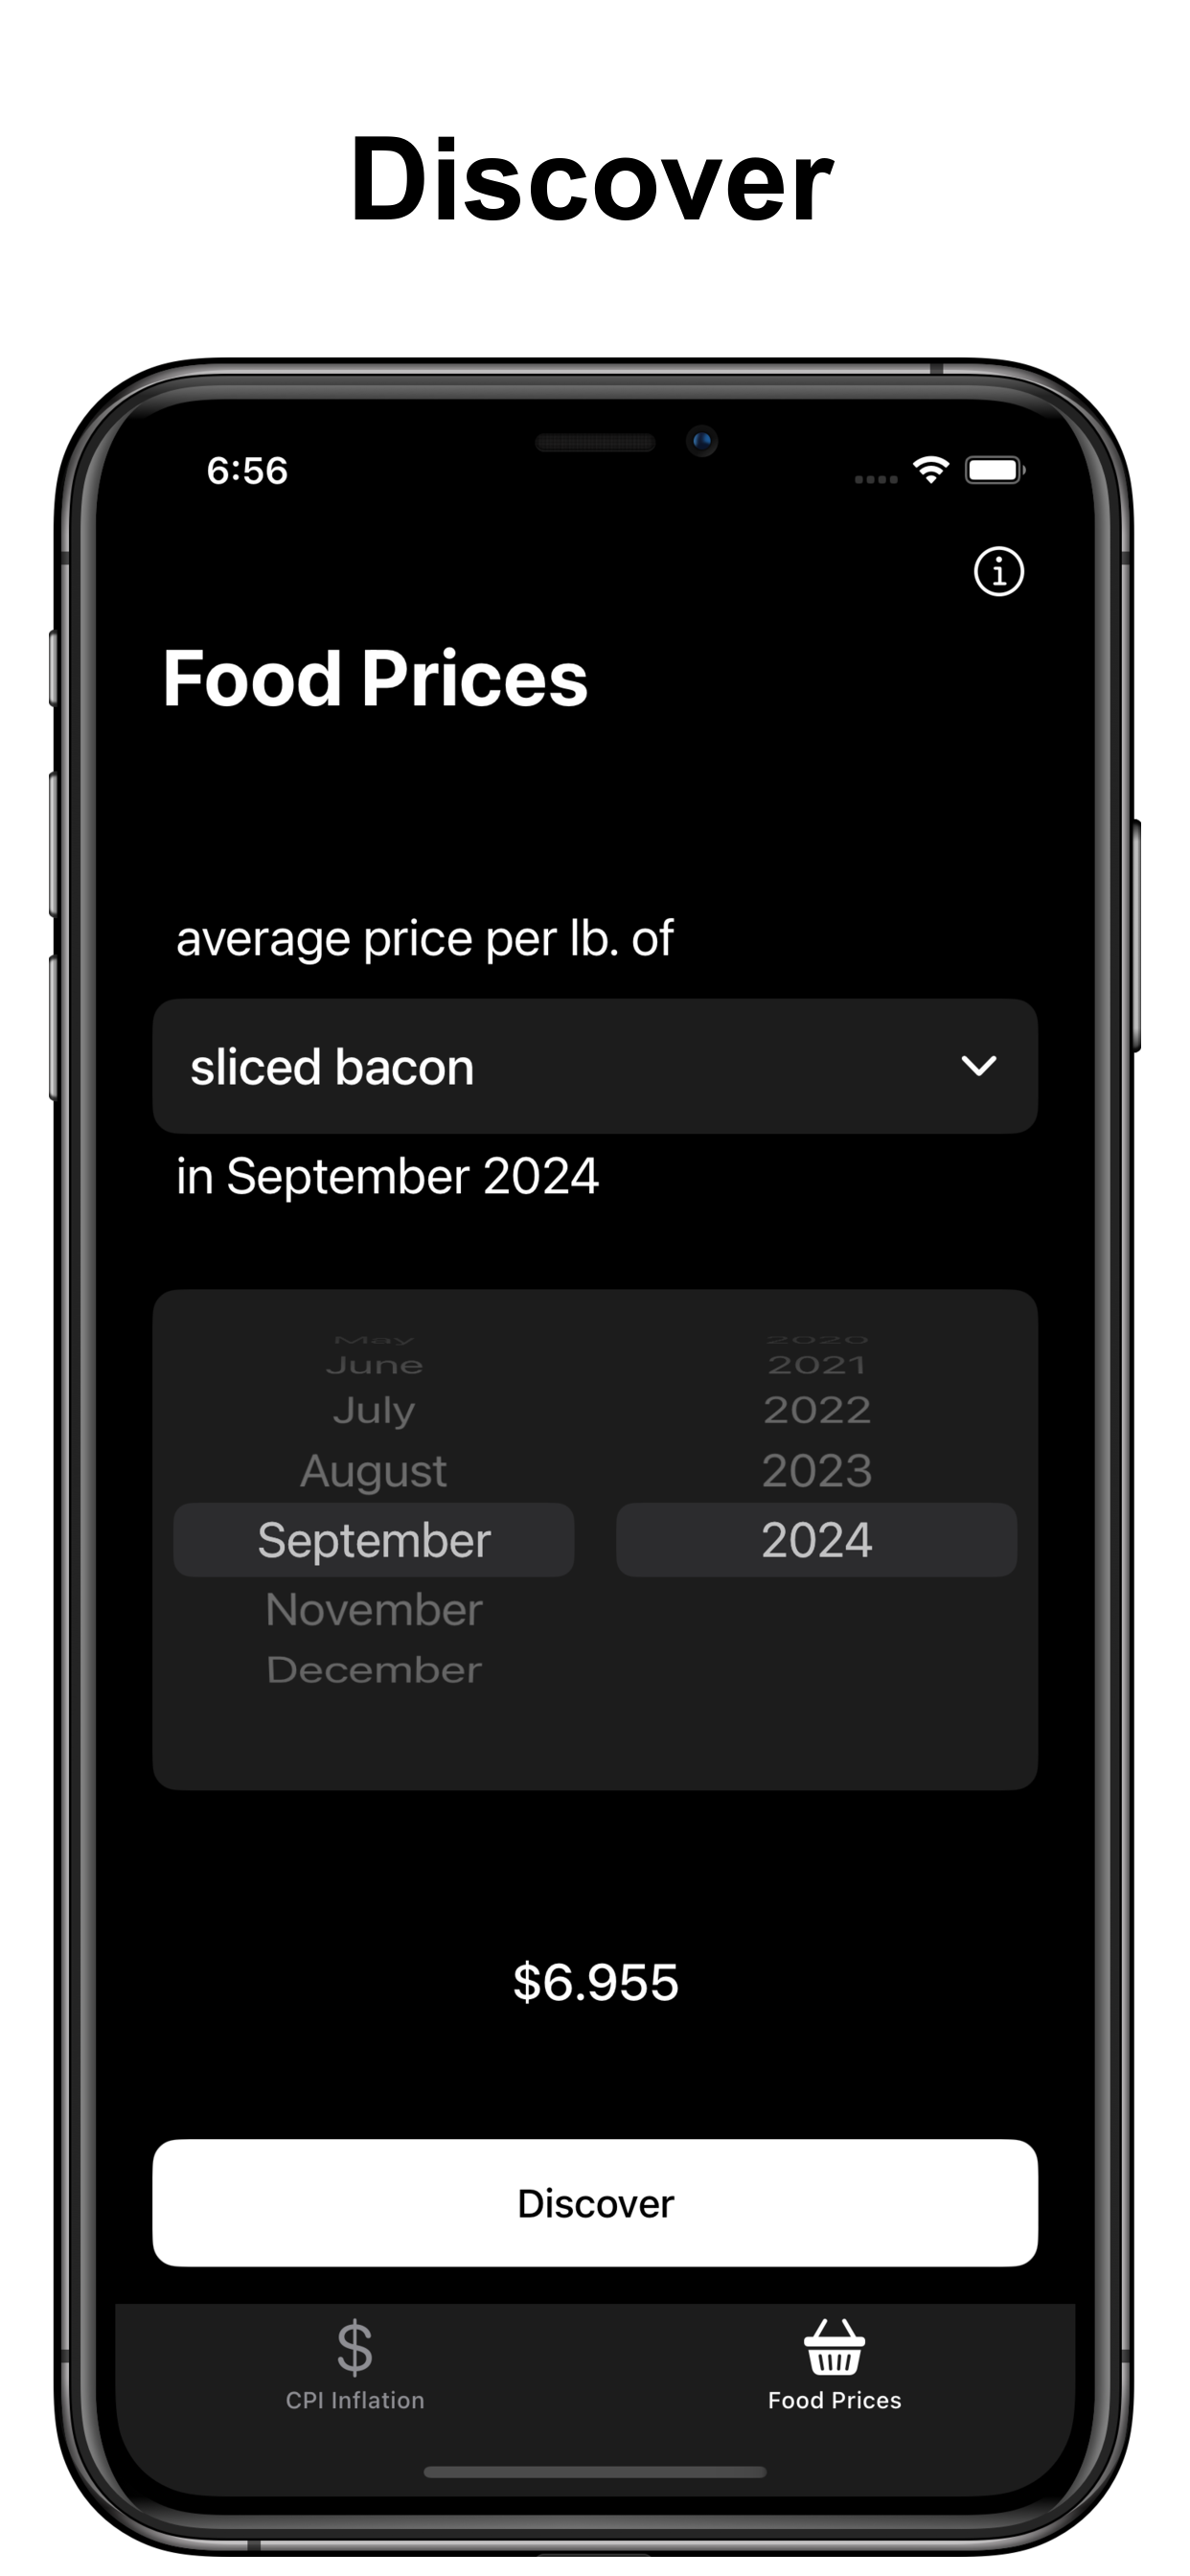 Discover
6:56
Food Prices
average price per lb. of
sliced bacon
in September 2024
May 2020
June 2021
July 2022
August 2023
September 2024
November
December
$6.955
Discover
CPI Inflation Food Prices